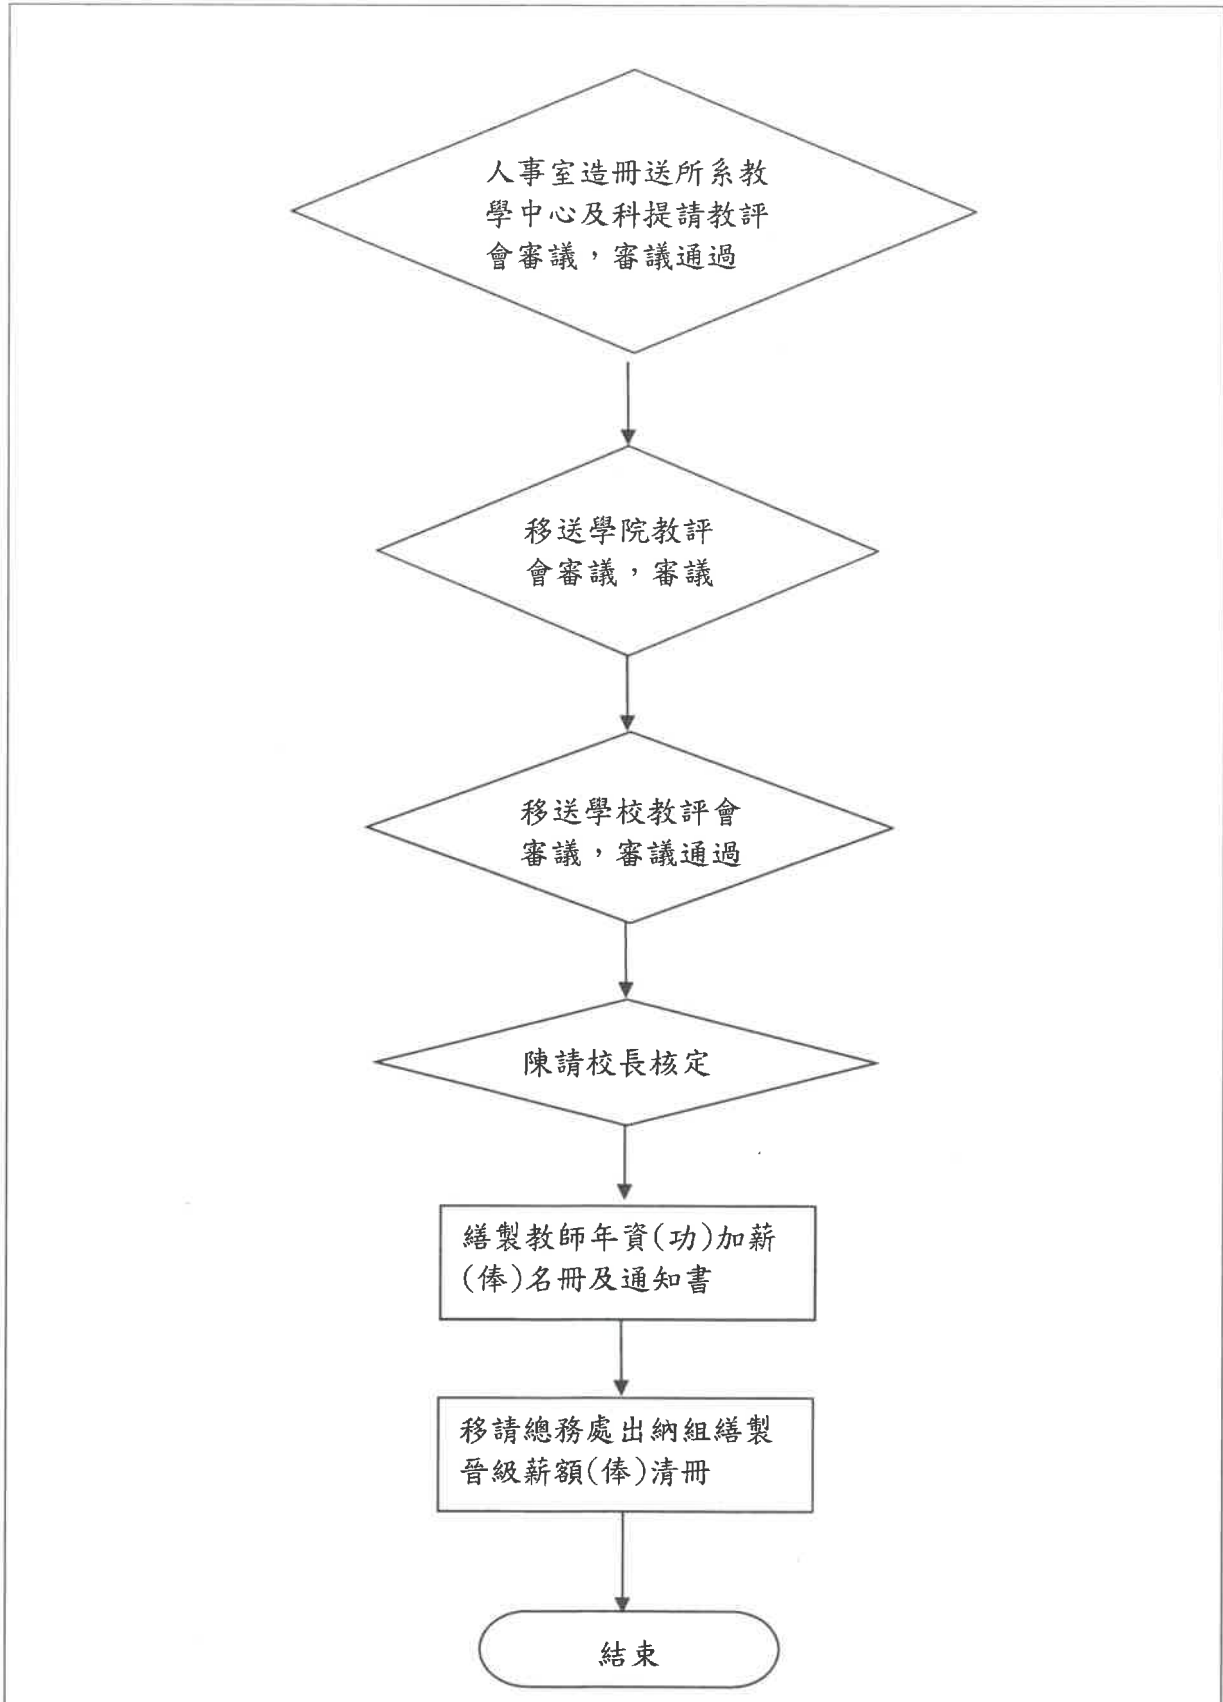 人事室造冊送所系教
學中心及科提請教評
會審議，審議通過
移送學院教評
會審議，審議
移送學校教評會
審議，審議通過
陳請校長核定
繕製教師年資(功)加薪
(俸)名冊及通知書
移請總務處出納組繕製
晉級薪額(俸)清冊
結束